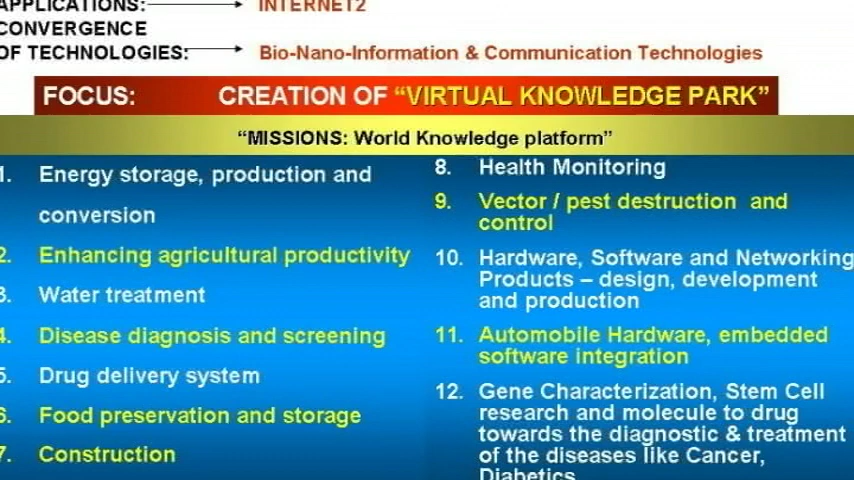 APPLICATIONS: INTERNET2
CONVERGENCE
OF TECHNOLOGIES: Bio-Nano-Information & Communication Technologies
FOCUS: CREATION OF “VIRTUAL KNOWLEDGE PARK”
“MISSIONS: World Knowledge platform”
1. Energy storage, production and
conversion
2. Enhancing agricultural productivity
3. Water treatment
4. Disease diagnosis and screening
5. Drug delivery system
6. Food preservation and storage
7. Construction
8. Health Monitoring
9. Vector / pest destruction and
control
10. Hardware, Software and Networking
Products – design, development
and production
11. Automobile Hardware, embedded
software integration
12. Gene Characterization, Stem Cell
research and molecule to drug
towards the diagnostic & treatment
of the diseases like Cancer,
Diabetics